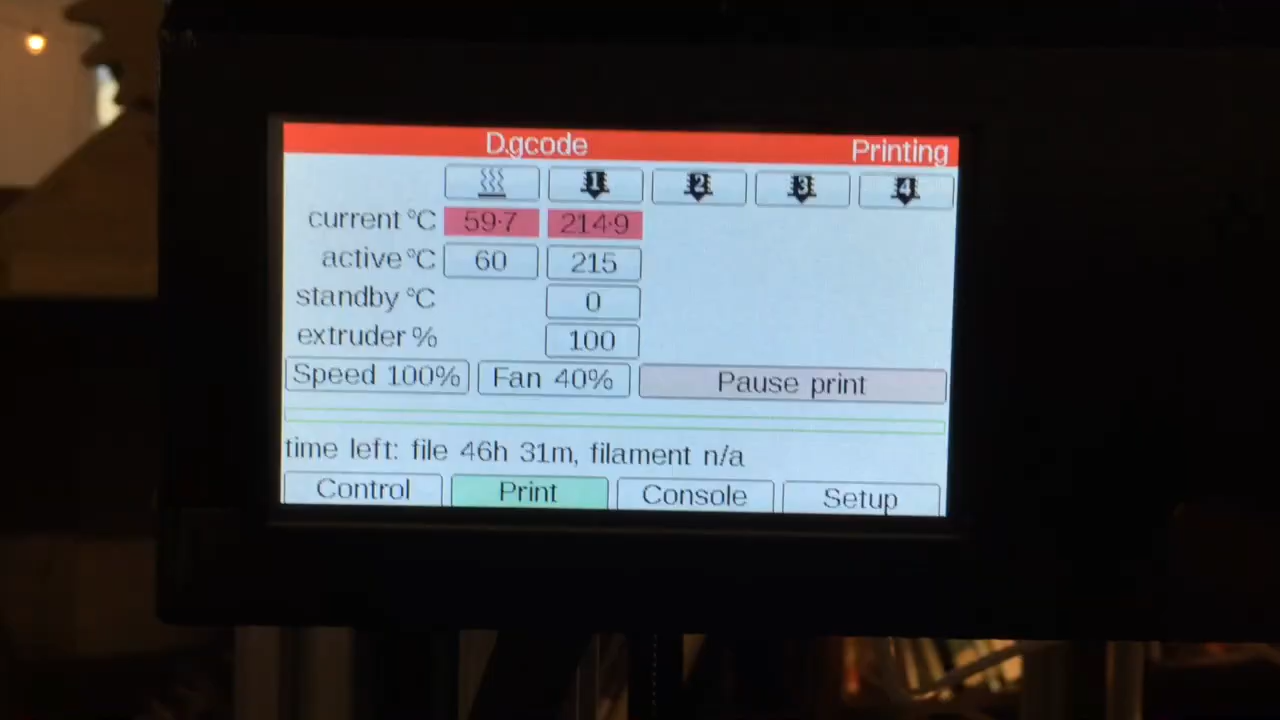 D.gcode Printing
1 2 3 4
current °C 59.7 214.9
active °C 60 215
standby °C 0
extruder % 100
Speed 100% Fan 40% Pause print
time left: file 46h 31m, filament n/a
Control Print Console Setup